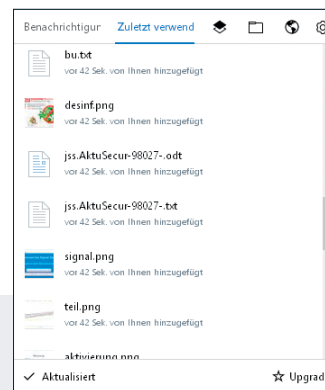 Benachrichtigur Zuletzt verwend
bu.txt
vor 42 Sek. von Ihnen hinzugefügt
desinf.png
vor 42 Sek. von Ihnen hinzugefügt
jss.AktuSecur-98027-.odt
vor 42 Sek. von Ihnen hinzugefügt
jss.AktuSecur-98027-.txt
vor 42 Sek. von Ihnen hinzugefügt
signal.png
vor 42 Sek. von Ihnen hinzugefügt
teil.png
vor 42 Sek. von Ihnen hinzugefügt
aktivierung.png
Aktualisiert Upgrad